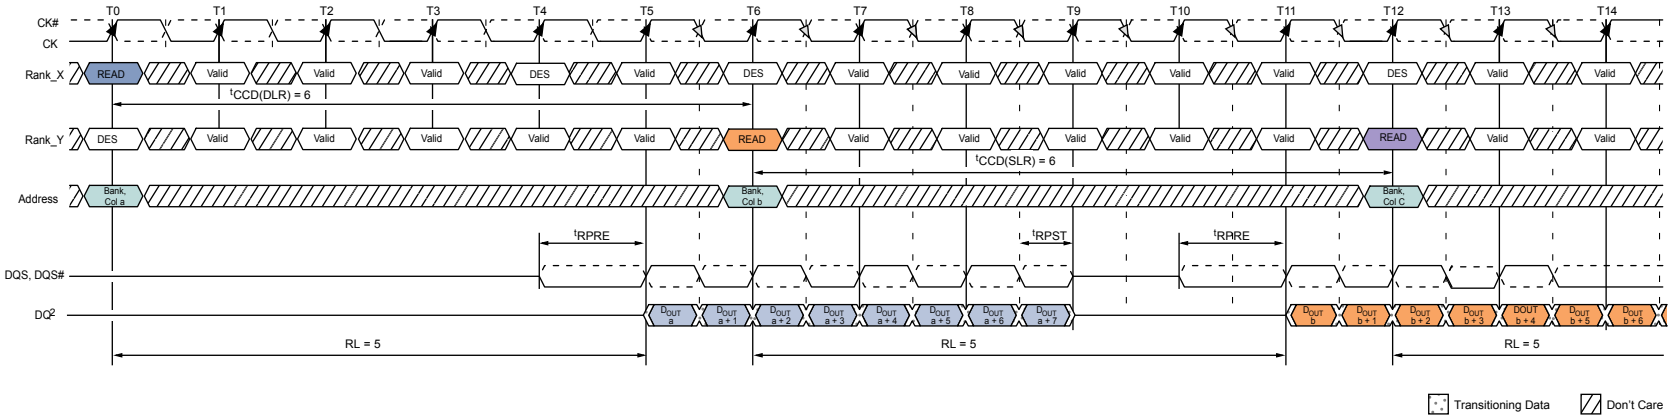 T0 T1 T2 T3 T4 T5 T6 T7 T8 T9 T10 T11 T12 T13 T14
CK#
CK
Rank_X READ Valid Valid Valid DES Valid DES Valid Valid Valid Valid Valid DES Valid Valid
tCCD(DLR) = 6
Rank_Y DES Valid Valid Valid Valid Valid READ Valid Valid Valid Valid Valid READ Valid Valid
tCCD(SLR) = 6
Address Bank, Col a Bank, Col b Bank, Col C
tRPRE tRPST tRPRE
DQS, DQS#
DQ2 DOUT a DOUT a + 1 DOUT a + 2 DOUT a + 3 DOUT a + 4 DOUT a + 5 DOUT a + 6 DOUT a + 7 DOUT b DOUT b + 1 DOUT b + 2 DOUT b + 3 DOUT b + 4 DOUT b + 5 DOUT b + 6
RL = 5 RL = 5 RL = 5
Transitioning Data Don't Care